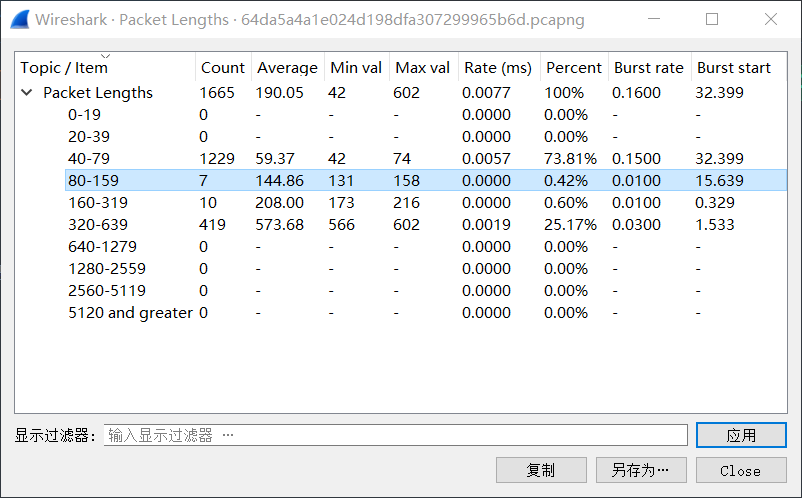 Wireshark · Packet Lengths · 64da5a4a1e024d198dfa307299965b6d.pcapng
Topic / Item Count Average Min val Max val Rate (ms) Percent Burst rate Burst start
Packet Lengths 1665 190.05 42 602 0.0077 100% 0.1600 32.399
0-19 0 - - - 0.0000 0.00% - -
20-39 0 - - - 0.0000 0.00% - -
40-79 1229 59.37 42 74 0.0057 73.81% 0.1500 32.399
80-159 7 144.86 131 158 0.0000 0.42% 0.0100 15.639
160-319 10 208.00 173 216 0.0000 0.60% 0.0100 0.329
320-639 419 573.68 566 602 0.0019 25.17% 0.0300 1.533
640-1279 0 - - - 0.0000 0.00% - -
1280-2559 0 - - - 0.0000 0.00% - -
2560-5119 0 - - - 0.0000 0.00% - -
5120 and greater 0 - - - 0.0000 0.00% - -
显示过滤器: 输入显示过滤器 … 应用
复制 另存为… Close